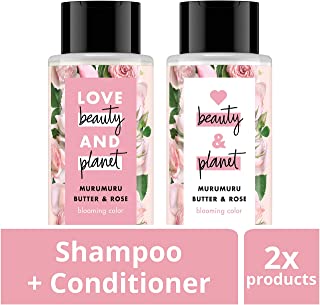 LOVE
beauty
AND
planet
MURUMURU
BUTTER & ROSE
blooming color
beauty
&
planet
MURUMURU
BUTTER & ROSE
blooming color
Shampoo
+ Conditioner
2x
products